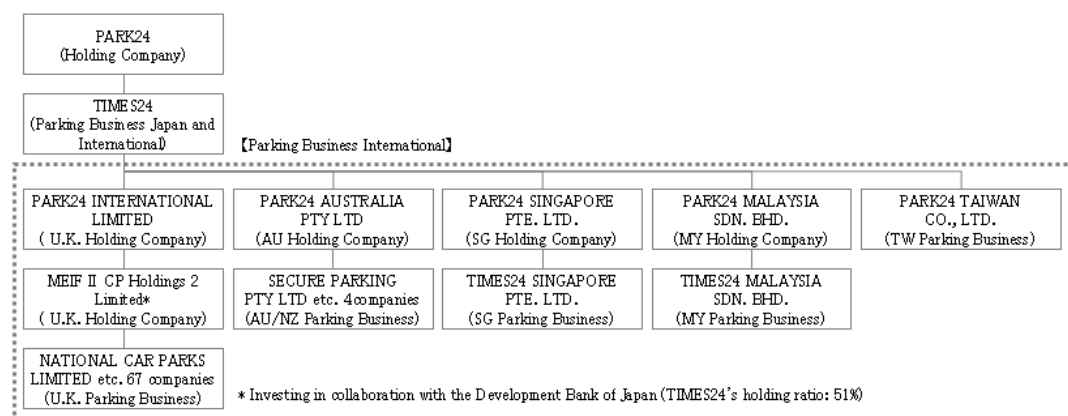 PARK24
(Holding Company)
TIMES24
(Parking Business Japan and
International)
【Parking Business International】
PARK24 INTERNATIONAL
LIMITED
( U.K. Holding Company)
PARK24 AUSTRALIA
PTY LTD
(AU Holding Company)
PARK24 SINGAPORE
PTE. LTD.
(SG Holding Company)
PARK24 MALAYSIA
SDN. BHD.
(MY Holding Company)
PARK24 TAIWAN
CO., LTD.
(TW Parking Business)
MEIF Ⅱ CP Holdings 2
Limited*
( U.K. Holding Company)
SECURE PARKING
PTY LTD etc. 4companies
(AU/NZ Parking Business)
TIMES24 SINGAPORE
PTE. LTD.
(SG Parking Business)
TIMES24 MALAYSIA
SDN. BHD.
(MY Parking Business)
NATIONAL CAR PARKS
LIMITED etc. 67 companies
(U.K. Parking Business)
* Investing in collaboration with the Development Bank of Japan (TIMES24's holding ratio: 51%)